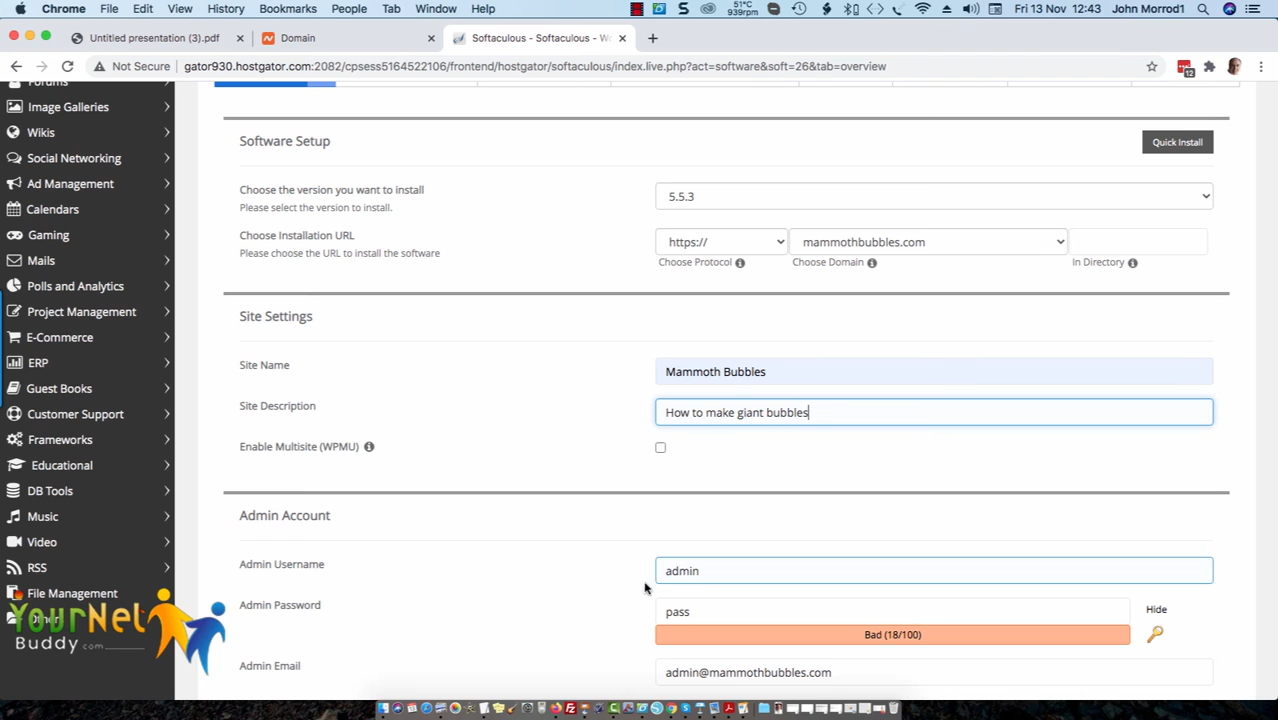 Chrome File Edit View History Bookmarks People Tab Window Help 51°C 939rpm Fri 13 Nov 12:43 John Morrod1
Untitled presentation (3).pdf
Domain
Softaculous - Softaculous - Wo
Not Secure gator930.hostgator.com:2082/cpsess5164522106/frontend/hostgator/softaculous/index.live.php?act=software&soft=26&tab=overview
12
Forums
Image Galleries
Wikis
Social Networking
Ad Management
Calendars
Gaming
Mails
Polls and Analytics
Project Management
E-Commerce
ERP
Guest Books
Customer Support
Frameworks
Educational
DB Tools
Music
Video
RSS
File Management
YourNet
Buddy.com
Software Setup
Quick Install
Choose the version you want to install
Please select the version to install.
5.5.3
Choose Installation URL
Please choose the URL to install the software
https://
mammothbubbles.com
Choose Protocol
Choose Domain
In Directory
Site Settings
Site Name
Mammoth Bubbles
Site Description
How to make giant bubbles
Enable Multisite (WPMU)
Admin Account
Admin Username
admin
Admin Password
pass
Hide
Bad (18/100)
Admin Email
admin@mammothbubbles.com